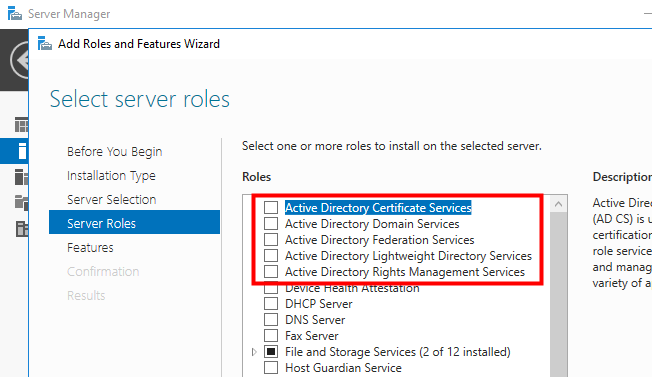 Server Manager
Add Roles and Features Wizard
Select server roles
Before You Begin
Installation Type
Server Selection
Server Roles
Features
Confirmation
Results
Select one or more roles to install on the selected server.
Roles
Active Directory Certificate Services
Active Directory Domain Services
Active Directory Federation Services
Active Directory Lightweight Directory Services
Active Directory Rights Management Services
Device Health Attestation
DHCP Server
DNS Server
Fax Server
File and Storage Services (2 of 12 installed)
Host Guardian Service
Description
Active Dire
(AD CS) is u
certification
role service
and manag
variety of a